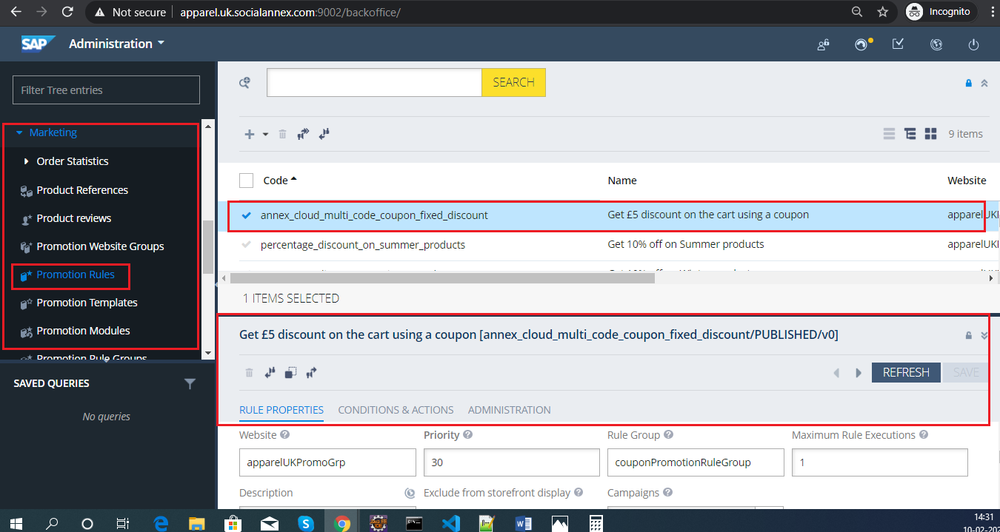 Not secure apparel.uk.socialannex.com:9002/backoffice/ Incognito
SAP Administration
Filter Tree entries
SEARCH
Marketing
Order Statistics
Product References
Product reviews
Promotion Website Groups
Promotion Rules
Promotion Templates
Promotion Modules
Promotion Rule Groups
SAVED QUERIES
No queries
9 items
Code Name Website
annex_cloud_multi_code_coupon_fixed_discount Get £5 discount on the cart using a coupon
percentage_discount_on_summer_products Get 10% off on Summer products apparelUKI
1 ITEMS SELECTED
Get £5 discount on the cart using a coupon [annex_cloud_multi_code_coupon_fixed_discount/PUBLISHED/v0]
REFRESH SAVE
RULE PROPERTIES CONDITIONS & ACTIONS ADMINISTRATION
Website Priority Rule Group Maximum Rule Executions
apparelUKPromoGrp 30 couponPromotionRuleGroup 1
Description Exclude from storefront display Campaigns
14:31